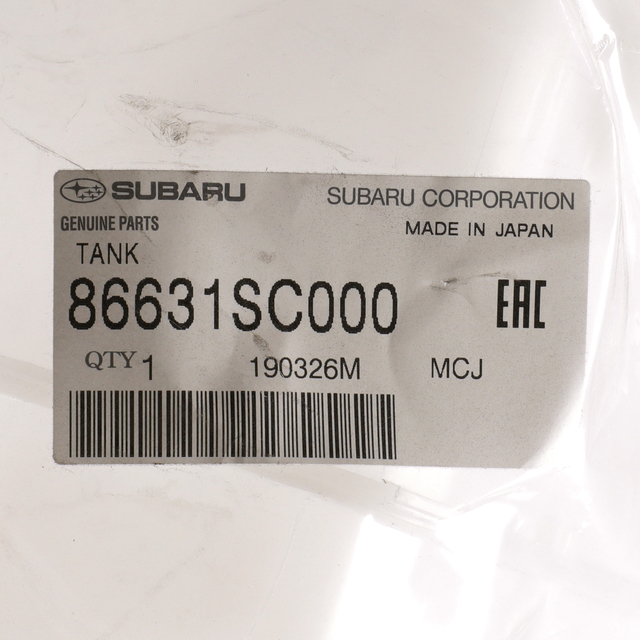 SUBARU SUBARU CORPORATION
GENUINE PARTS MADE IN JAPAN
TANK
86631SC000 EAC
QTY 1 190326M MCJ